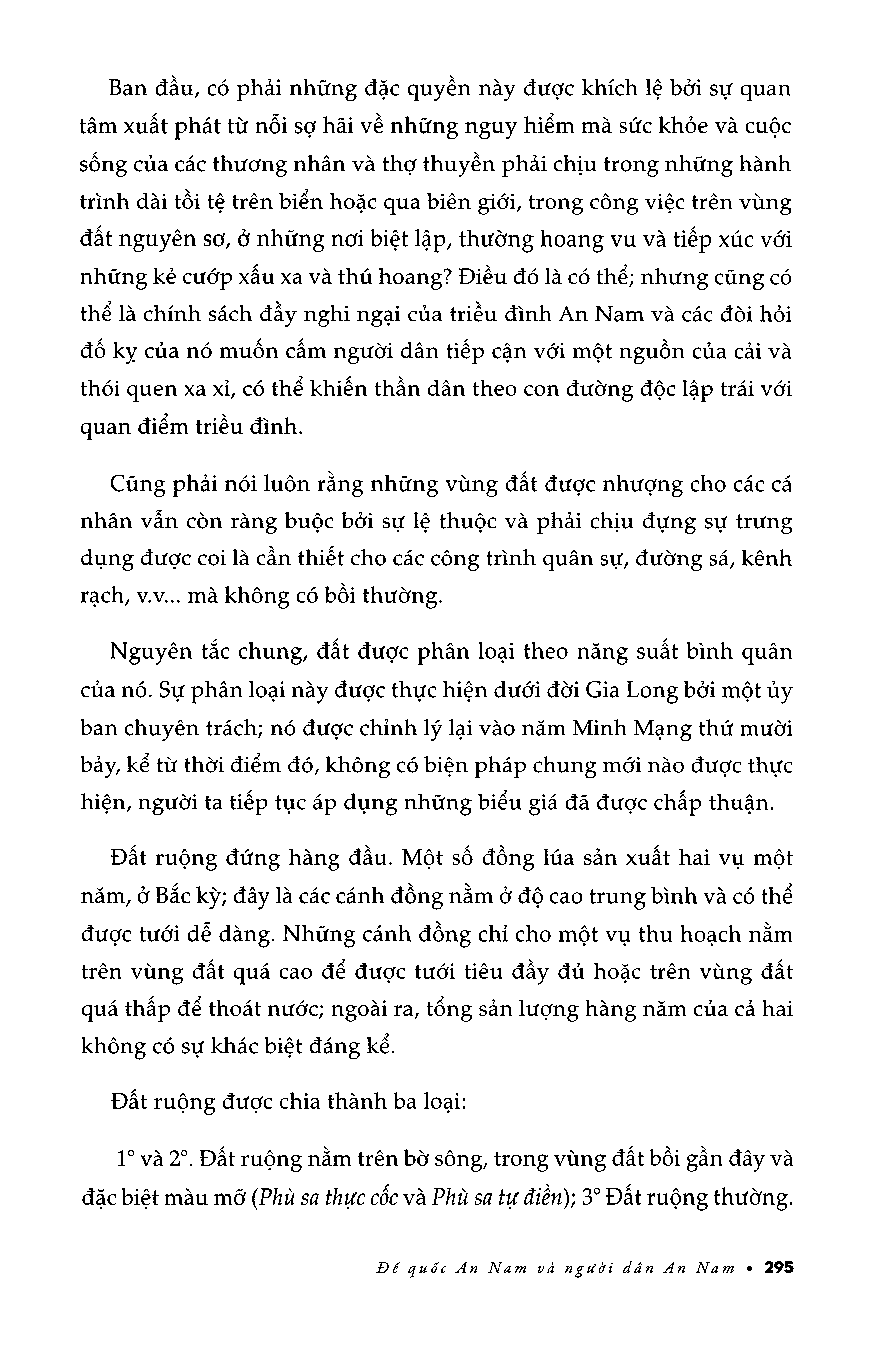 Ban đầu, có phải những đặc quyền này được khích lệ bởi sự quan
tâm xuất phát từ nỗi sợ hãi về những nguy hiểm mà sức khỏe và cuộc
sống của các thương nhân và thợ thuyền phải chịu trong những hành
trình dài tồi tệ trên biển hoặc qua biên giới, trong công việc trên vùng
đất nguyên sơ, ở những nơi biệt lập, thường hoang vu và tiếp xúc với
những kẻ cướp xấu xa và thú hoang? Điều đó là có thể; nhưng cũng có
thể là chính sách đầy nghi ngại của triều đình An Nam và các đòi hỏi
đố kỵ của nó muốn cấm người dân tiếp cận với một nguồn của cải và
thói quen xa xỉ, có thể khiến thần dân theo con đường độc lập trái với
quan điểm triều đình.
Cũng phải nói luôn rằng những vùng đất được nhượng cho các cá
nhân vẫn còn ràng buộc bởi sự lệ thuộc và phải chịu đựng sự trưng
dụng được coi là cần thiết cho các công trình quân sự, đường sá, kênh
rạch, v.v... mà không có bồi thường.
Nguyên tắc chung, đất được phân loại theo năng suất bình quân
của nó. Sự phân loại này được thực hiện dưới đời Gia Long bởi một ủy
ban chuyên trách; nó được chỉnh lý lại vào năm Minh Mạng thứ mười
bảy, kể từ thời điểm đó, không có biện pháp chung mới nào được thực
hiện, người ta tiếp tục áp dụng những biểu giá đã được chấp thuận.
Đất ruộng đứng hàng đầu. Một số đồng lúa sản xuất hai vụ một
năm, ở Bắc kỳ; đây là các cánh đồng nằm ở độ cao trung bình và có thể
được tưới dễ dàng. Những cánh đồng chỉ cho một vụ thu hoạch nằm
trên vùng đất quá cao để được tưới tiêu đầy đủ hoặc trên vùng đất
quá thấp để thoát nước; ngoài ra, tổng sản lượng hàng năm của cả hai
không có sự khác biệt đáng kể.
Đất ruộng được chia thành ba loại:
1° và 2°. Đất ruộng nằm trên bờ sông, trong vùng đất bồi gần đây và
đặc biệt màu mỡ (Phù sa thực cốc và Phù sa tự điền); 3° Đất ruộng thường.
Đế quốc An Nam và người dân An Nam • 295